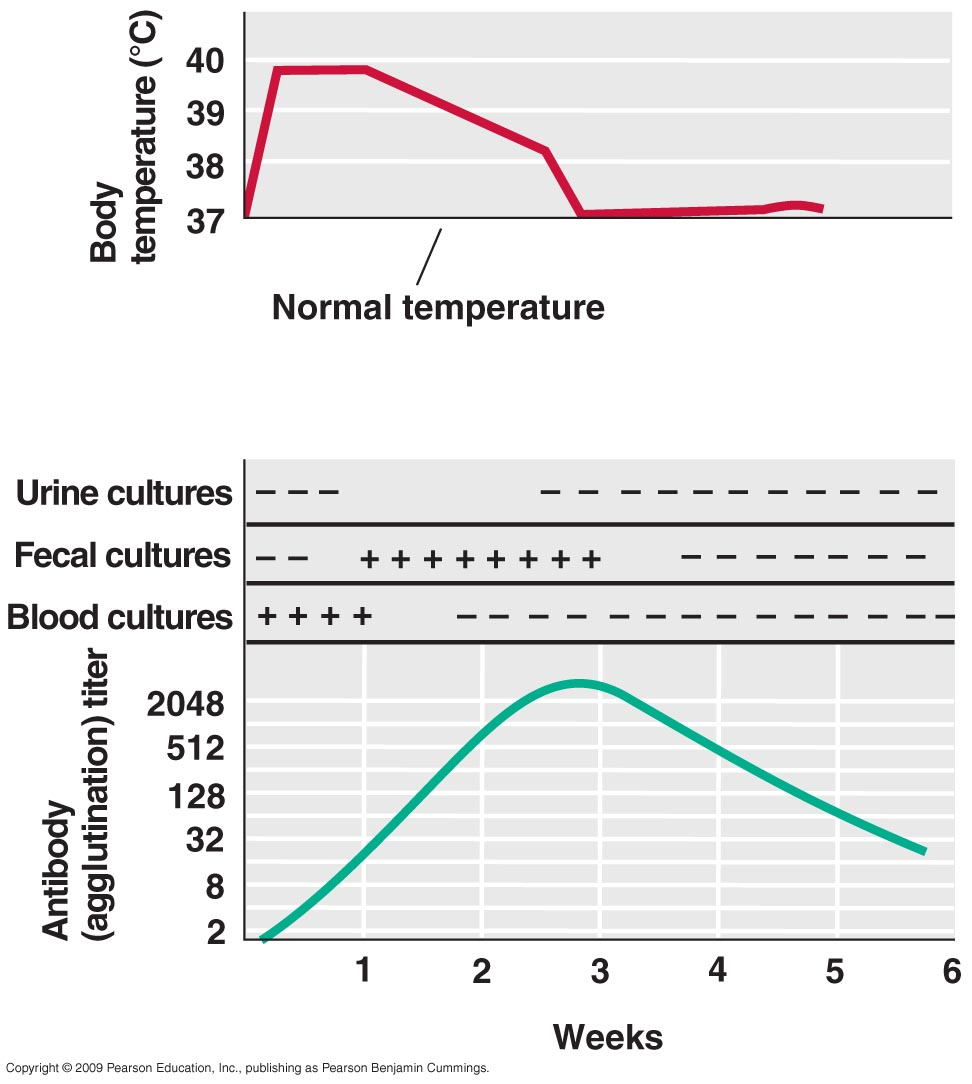 Body
temperature (°C)
40
39
38
37
Normal temperature
Urine cultures – – – – – – – – – – – – – –
Fecal cultures – – + + + + + + + + – – – – – – –
Blood cultures + + + + – – – – – – – – – – – – – –
Antibody
(agglutination) titer
2048
512
128
32
8
2
1 2 3 4 5 6
Weeks
Copyright © 2009 Pearson Education, Inc., publishing as Pearson Benjamin Cummings.